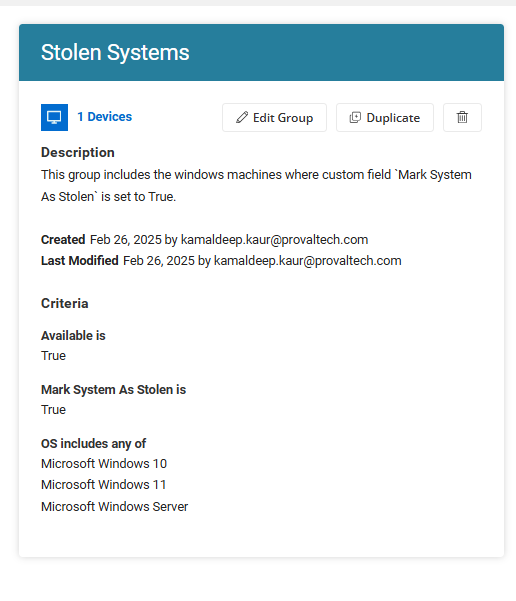 Stolen Systems
1 Devices
Edit Group
Duplicate
Description
This group includes the windows machines where custom field `Mark System
As Stolen` is set to True.
Created Feb 26, 2025 by kamaldeep.kaur@provaltech.com
Last Modified Feb 26, 2025 by kamaldeep.kaur@provaltech.com
Criteria
Available is
True
Mark System As Stolen is
True
OS includes any of
Microsoft Windows 10
Microsoft Windows 11
Microsoft Windows Server